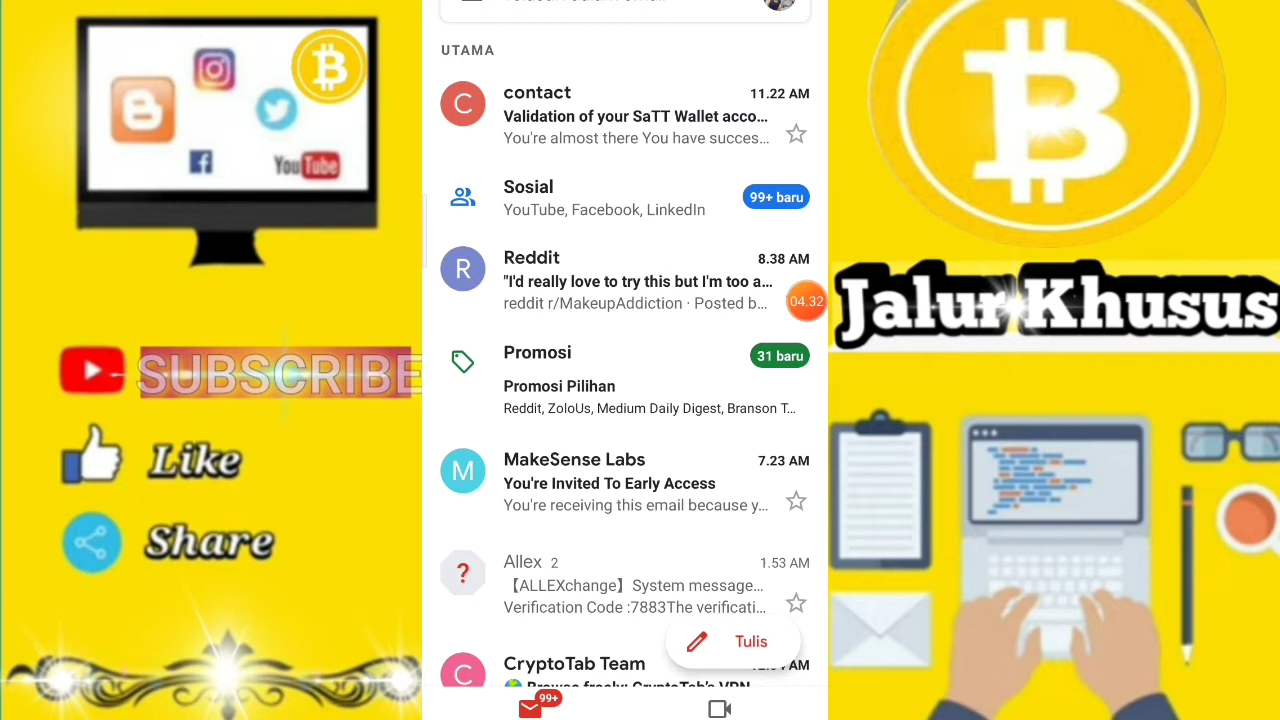 YouTube
SUBSCRIBE
Like
Share
UTAMA
contact 11.22 AM
Validation of your SaTT Wallet acco...
You're almost there You have succes...
Sosial
99+ baru
YouTube, Facebook, LinkedIn
Reddit 8.38 AM
"I'd really love to try this but I'm too a...
reddit r/MakeupAddiction · Posted b...
04.32
Promosi
31 baru
Promosi Pilihan
Reddit, ZoloUs, Medium Daily Digest, Branson T...
MakeSense Labs 7.23 AM
You're Invited To Early Access
You're receiving this email because y...
Allex 2 1.53 AM
【ALLEXchange】System message...
Verification Code :7883The verificati...
Tulis
CryptoTab Team
Browse freely: CryptoTab's VPN
99+
C
R
M
?
C
Jalur Khusus